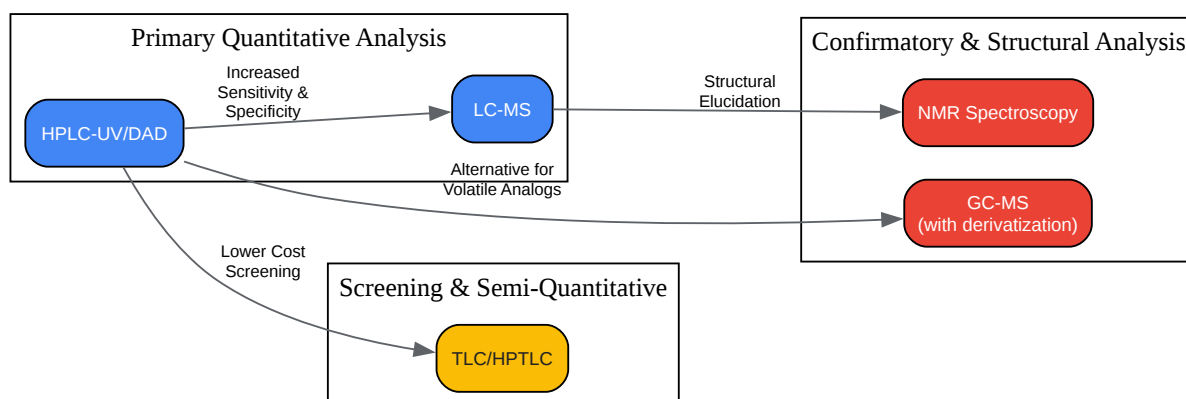 Primary Quantitative Analysis
Increased
Sensitivity &
Specificity
HPLC-UV/DAD
LC-MS
Structural
Elucidation
Confirmatory & Structural Analysis
NMR Spectroscopy
Alternative for
Volatile Analogs
GC-MS
(with derivatization)
Lower Cost
Screening
Screening & Semi-Quantitative
TLC/HPTLC